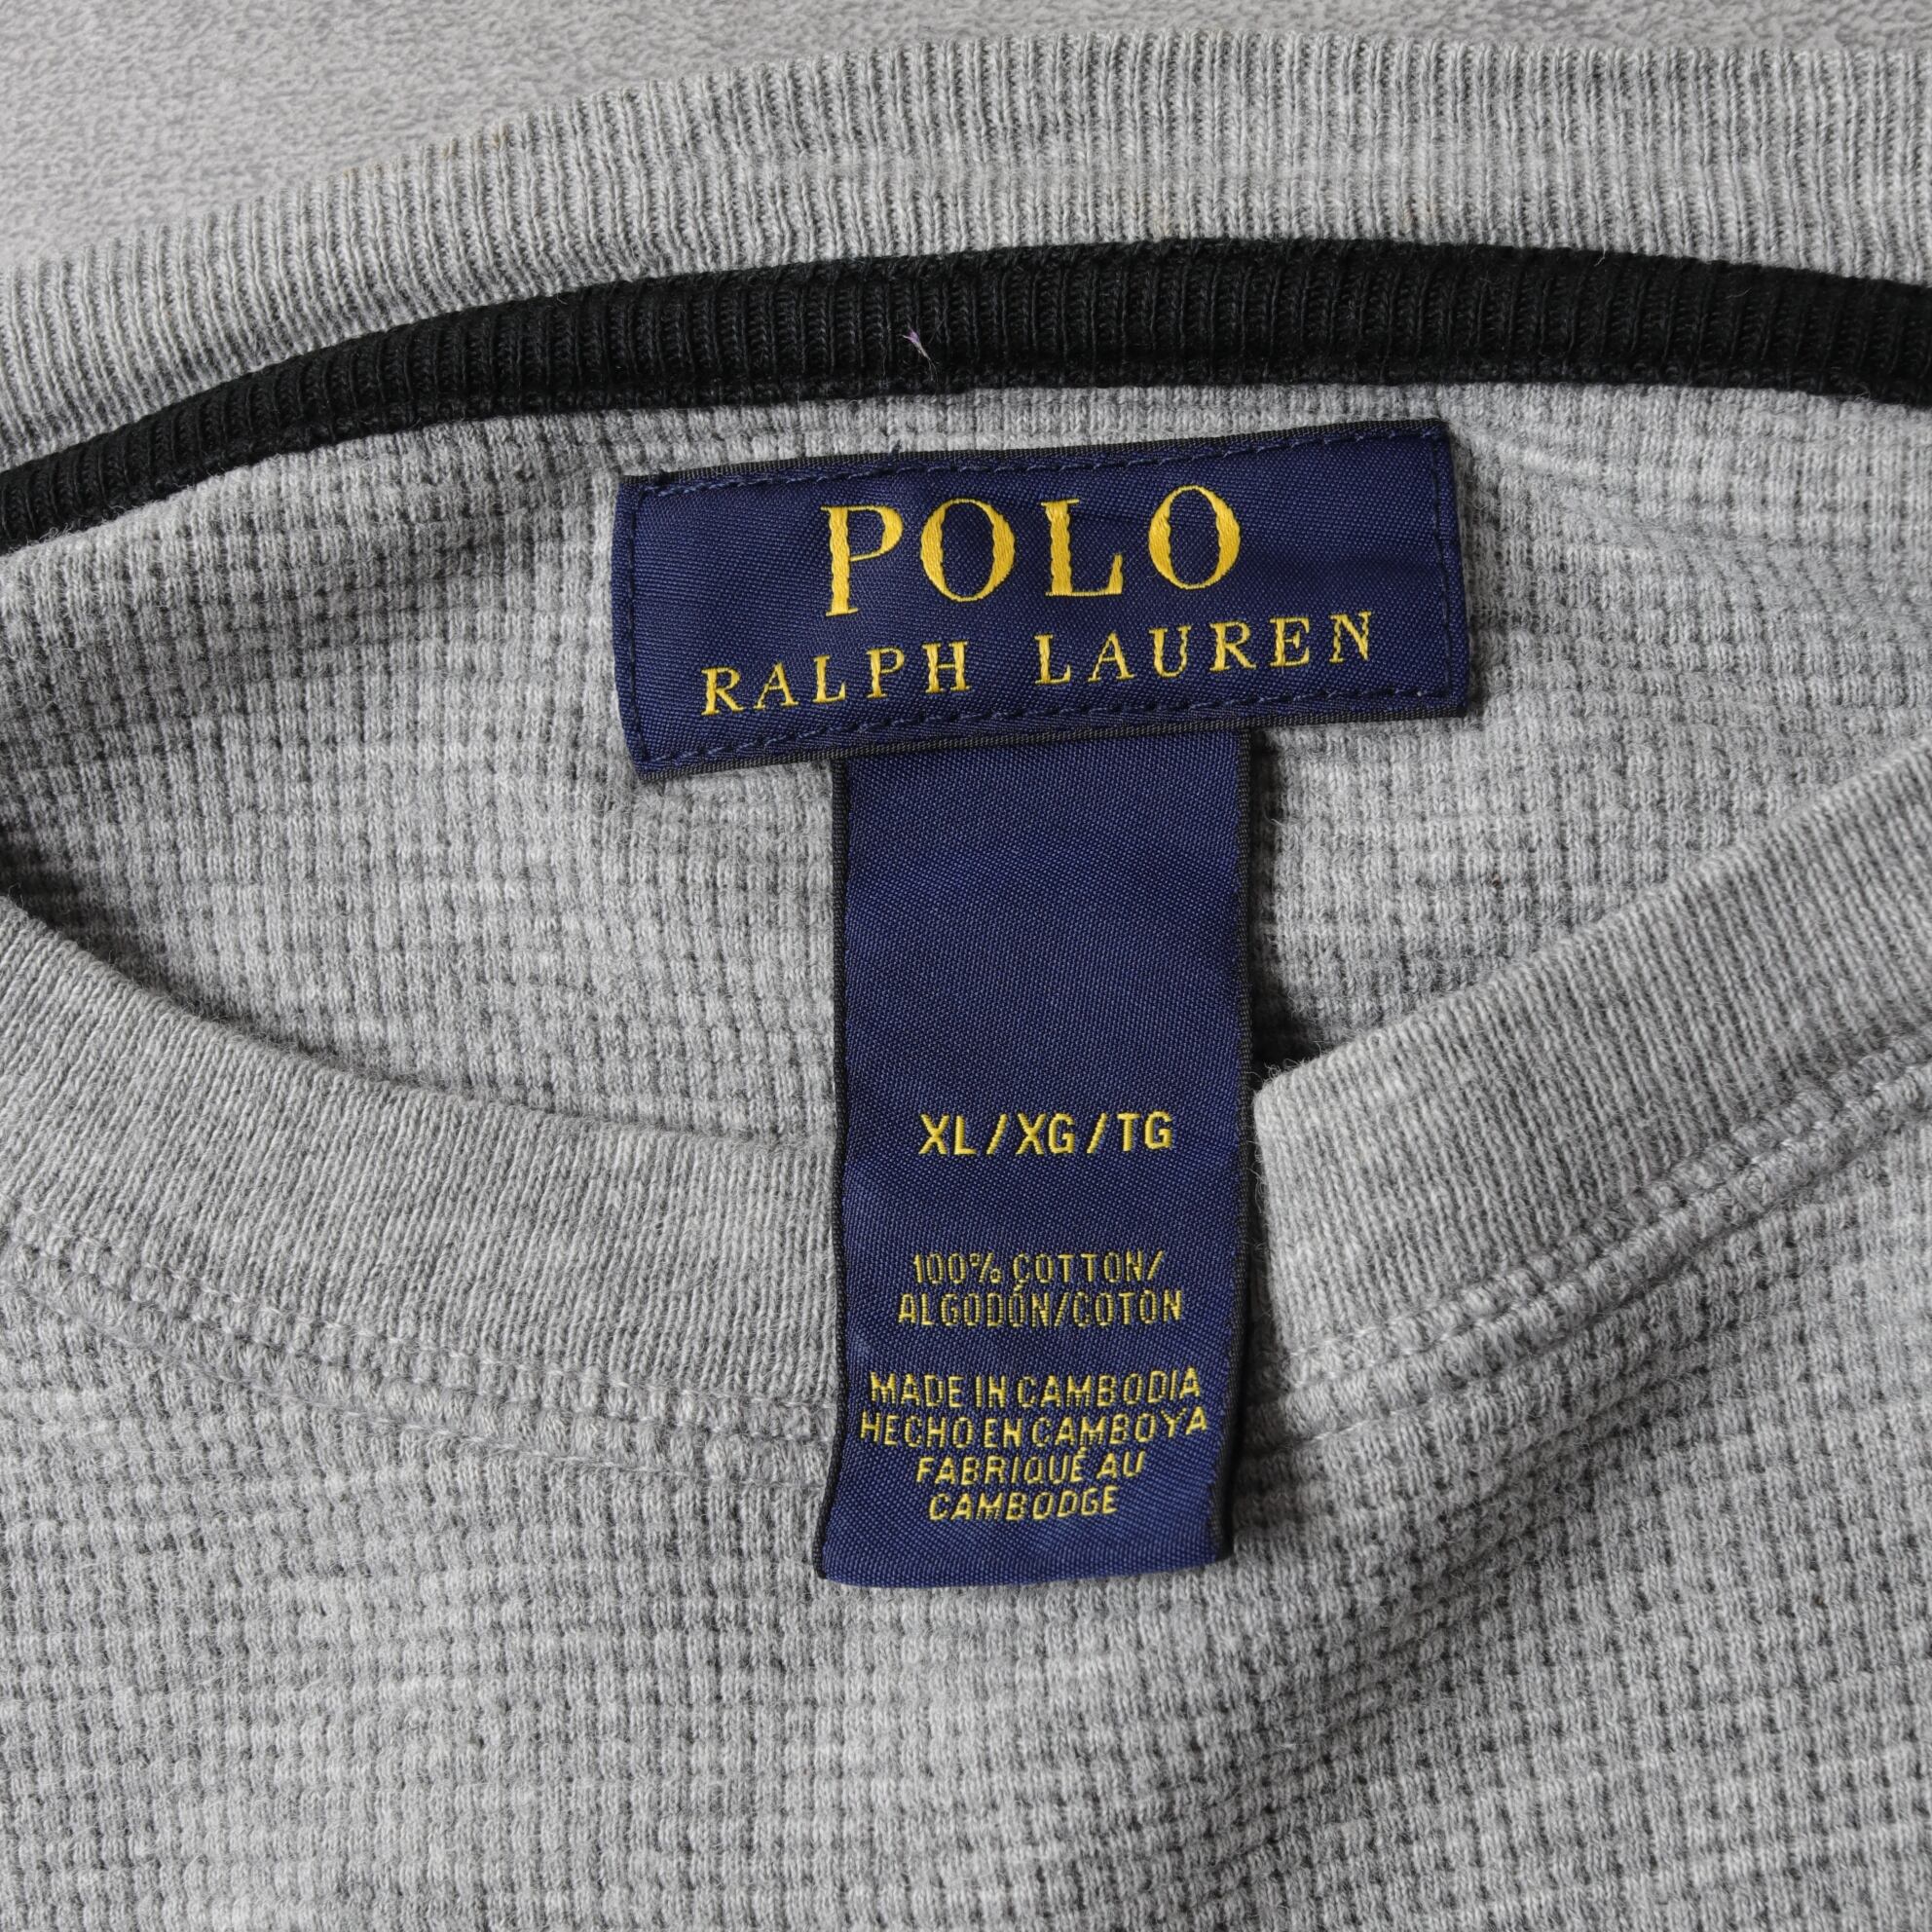 POLO
RALPH LAUREN
XL/XG/TG
100% COTTON/
ALGODÓN/COTON
MADE IN CAMBODIA
HECHO EN CAMBOYA
FABRIQUÉ AU
CAMBODGE